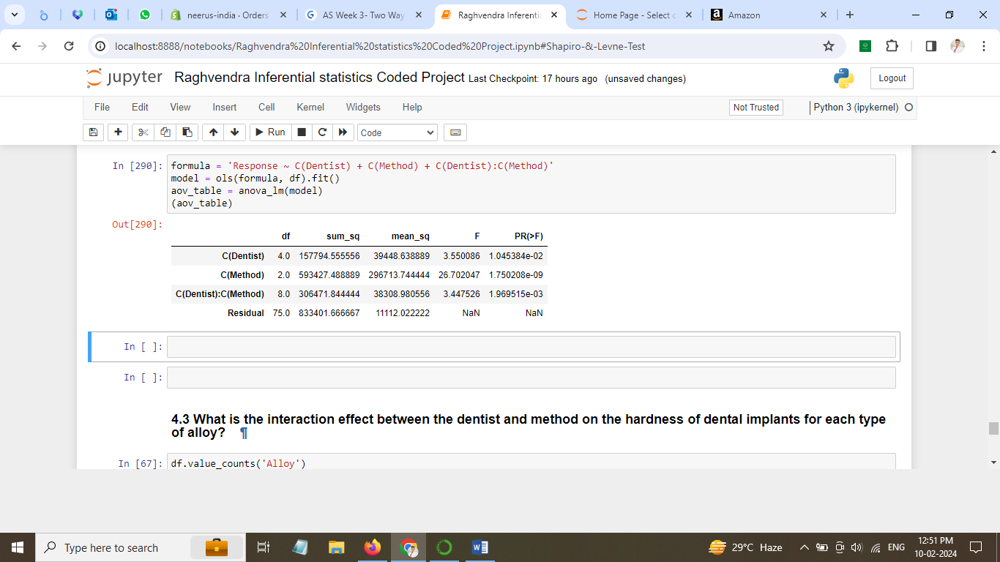 neerus-india · Orders
AS Week 3- Two Way
Raghvendra Inferenti
Home Page - Select
Amazon
localhost:8888/notebooks/Raghvendra%20Inferential%20statistics%20Coded%20Project.ipynb#Shapiro-&-Levne-Test
jupyter Raghvendra Inferential statistics Coded Project Last Checkpoint: 17 hours ago (unsaved changes)
Logout
File Edit View Insert Cell Kernel Widgets Help
Not Trusted
Python 3 (ipykernel)
Run
Code
In [290]: formula = 'Response ~ C(Dentist) + C(Method) + C(Dentist):C(Method)'
model = ols(formula, df).fit()
aov_table = anova_lm(model)
(aov_table)
Out[290]:
df sum_sq mean_sq F PR(>F)
C(Dentist) 4.0 157794.555556 39448.638889 3.550086 1.045384e-02
C(Method) 2.0 593427.488889 296713.744444 26.702047 1.750208e-09
C(Dentist):C(Method) 8.0 306471.844444 38308.980556 3.447526 1.969515e-03
Residual 75.0 833401.666667 11112.022222 NaN NaN
In [ ]:
In [ ]:
4.3 What is the interaction effect between the dentist and method on the hardness of dental implants for each type
of alloy? ¶
In [67]: df.value_counts('Alloy')
Type here to search
29°C Haze
ENG
12:51 PM
10-02-2024